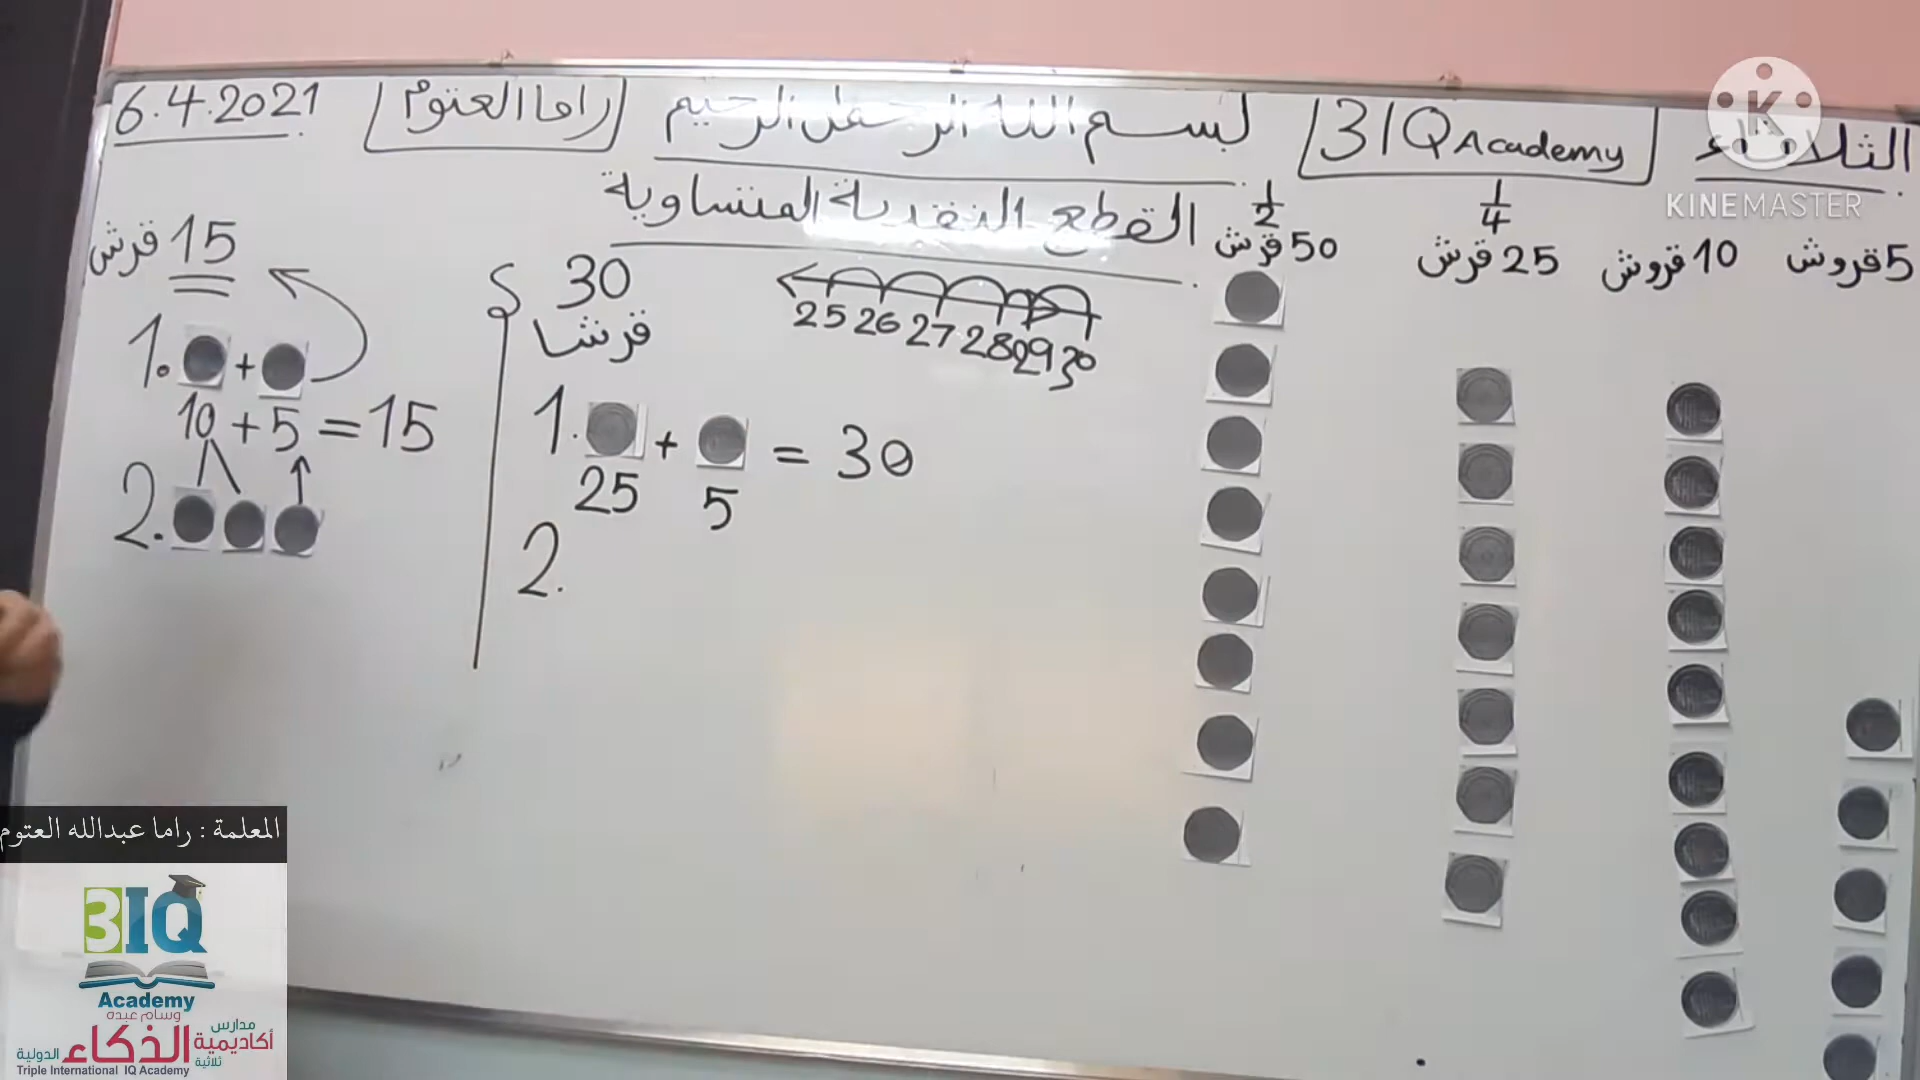 الثلاثاء
3IQ Academy
بسم الله الرحمن الرحيم
راما العتوم
6.4.2021
القطع النقدية المتساوية
5 قروش
10 قروش
1/4
25 قرش
1/2
50 قرش
15 قرش
1.
+
10 + 5 = 15
2.
30
قرشا
25 26 27 28 29 30
1. + = 30
25 5
2.
K
KINEMASTER
المعلمة : راما عبدالله العتوم
3IQ
Academy
وسام عبده
مدارس
أكاديمية الذكاء الدولية
ثلاثية
Triple International IQ Academy